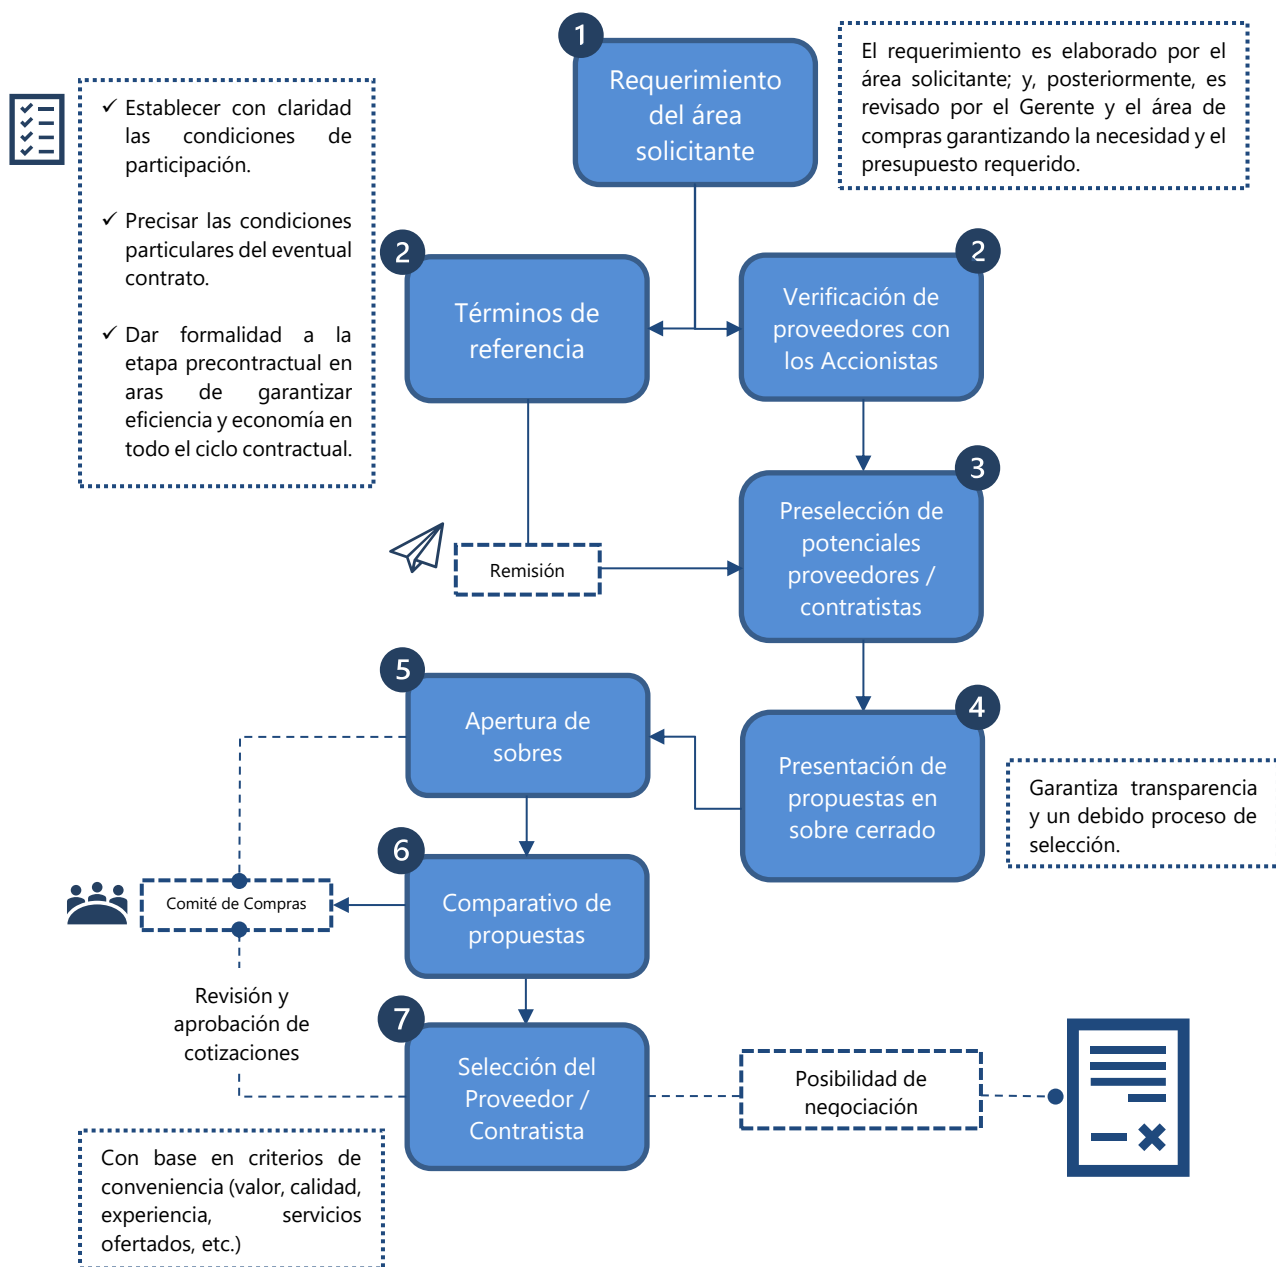 1
Requerimiento
del área
solicitante
El requerimiento es elaborado por el
área solicitante; y, posteriormente, es
revisado por el Gerente y el área de
compras garantizando la necesidad y el
presupuesto requerido.
✓ Establecer con claridad
las condiciones de
participación.
✓ Precisar las condiciones
particulares del eventual
contrato.
✓ Dar formalidad a la
etapa precontractual en
aras de garantizar
eficiencia y economía en
todo el ciclo contractual.
2
Términos de
referencia
2
Verificación de
proveedores con
los Accionistas
3
Preselección de
potenciales
proveedores /
contratistas
Remisión
4
Presentación de
propuestas en
sobre cerrado
Garantiza transparencia
y un debido proceso de
selección.
5
Apertura de
sobres
6
Comparativo de
propuestas
Comité de Compras
Revisión y
aprobación de
cotizaciones
7
Selección del
Proveedor /
Contratista
Posibilidad de
negociación
Con base en criterios de
conveniencia (valor, calidad,
experiencia, servicios
ofertados, etc.)